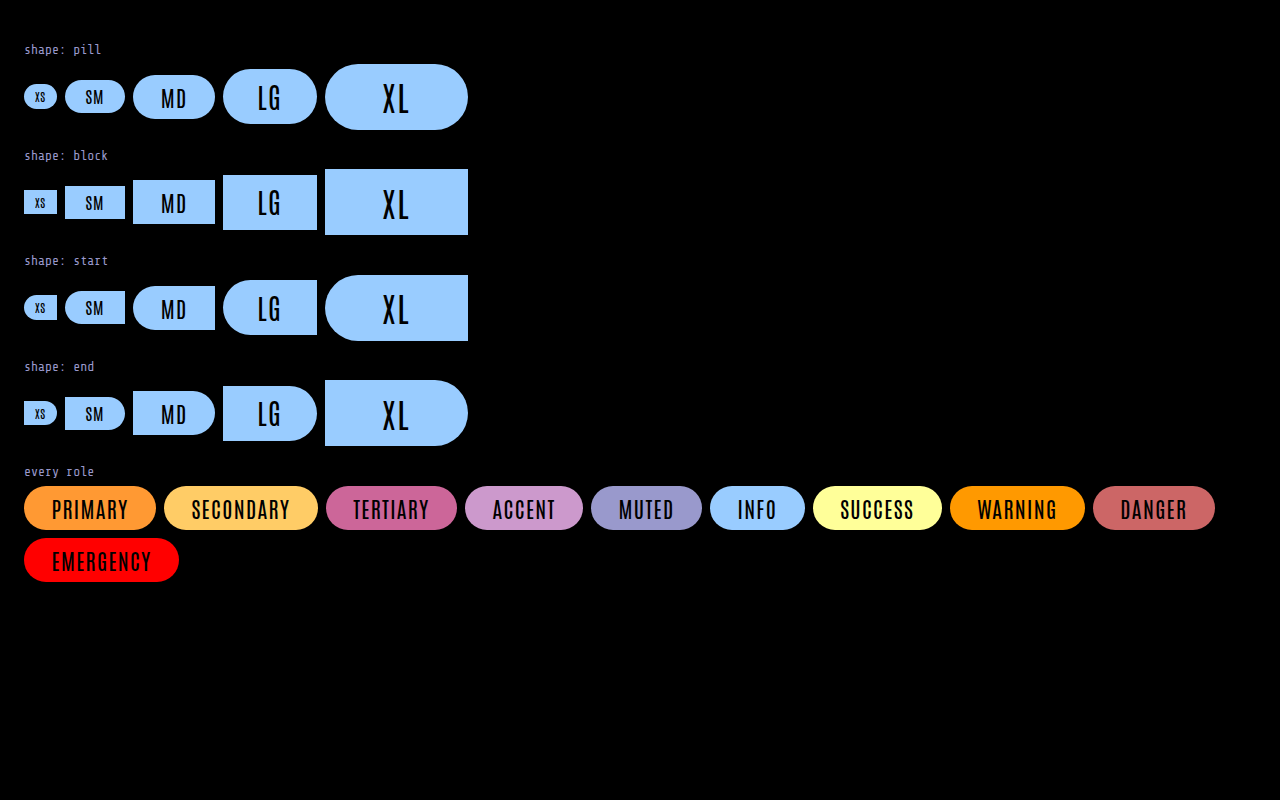 shape: pill
XS SM MD LG XL
shape: block
XS SM MD LG XL
shape: start
XS SM MD LG XL
shape: end
XS SM MD LG XL
every role
PRIMARY SECONDARY TERTIARY ACCENT MUTED INFO SUCCESS WARNING DANGER
EMERGENCY